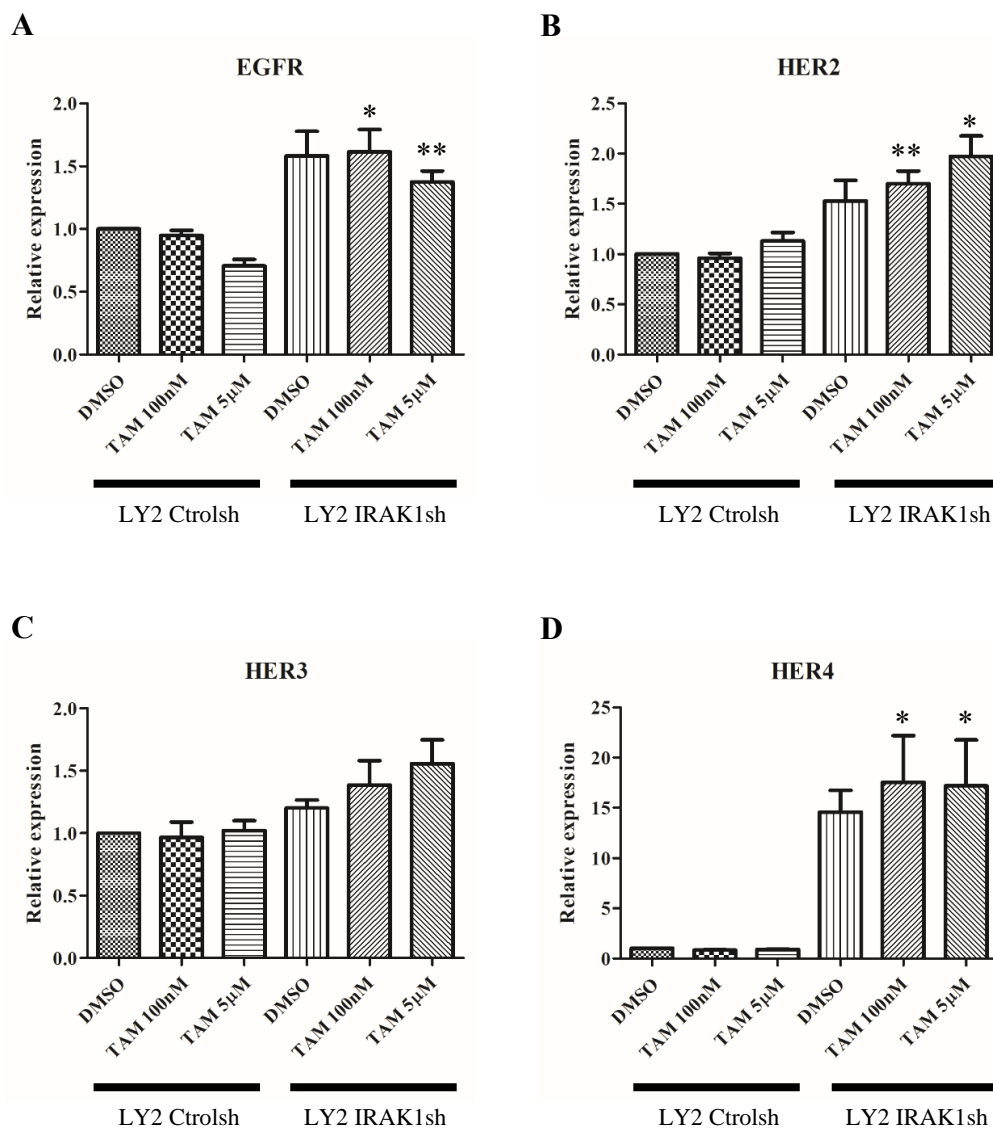 A
EGFR
Relative expression
2.0
1.5
1.0
0.5
0.0
*
**
DMSO
TAM 100nM
TAM 5µM
DMSO
TAM 100nM
TAM 5µM
LY2 Ctrolsh
LY2 IRAK1sh
B
HER2
Relative expression
2.5
2.0
1.5
1.0
0.5
0.0
**
*
DMSO
TAM 100nM
TAM 5µM
DMSO
TAM 100nM
TAM 5µM
LY2 Ctrolsh
LY2 IRAK1sh
C
HER3
Relative expression
2.0
1.5
1.0
0.5
0.0
DMSO
TAM 100nM
TAM 5µM
DMSO
TAM 100nM
TAM 5µM
LY2 Ctrolsh
LY2 IRAK1sh
D
HER4
Relative expression
25
20
15
10
5
0
*
*
DMSO
TAM 100nM
TAM 5µM
DMSO
TAM 100nM
TAM 5µM
LY2 Ctrolsh
LY2 IRAK1sh